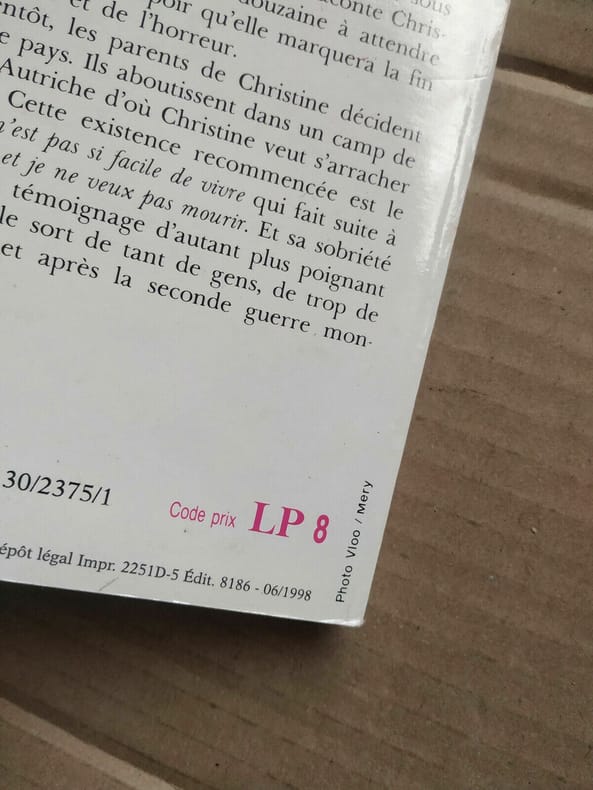 conte Chris-
douzaine à attendre
et de l'horreur. qu'elle marquera la fin
les parents de Christine décident
pays. Ils aboutissent dans un camp de
Autriche d'où Christine veut s'arracher
Cette existence recommencée est le
n'est pas si facile de vivre qui fait suite à
et je ne veux pas mourir. Et sa sobriété
témoignage d'autant plus poignant
le sort de tant de gens, de trop de
et après la seconde guerre mon-
30/2375/1
Code prix LP 8
épôt légal Impr. 2251D-5 Édit. 8186 - 06/1998
Photo Vloo / Mery